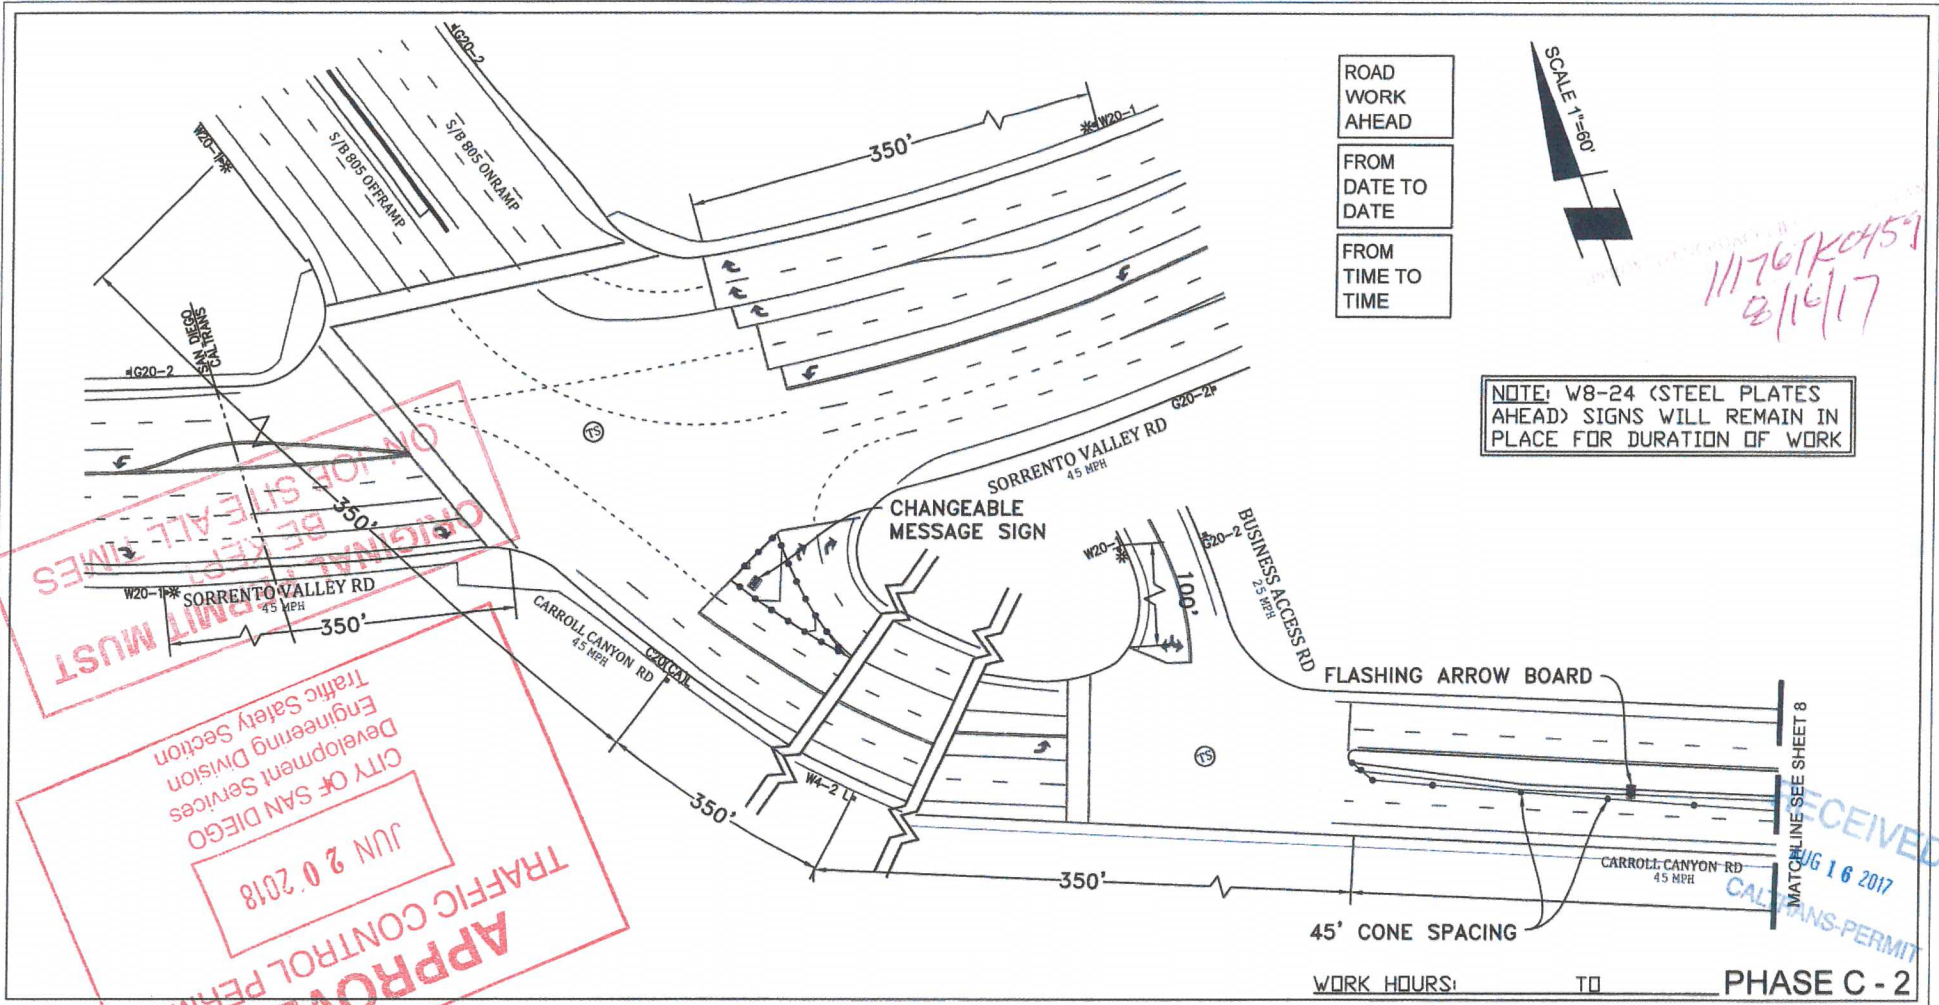 G20-2
W20-1
S/B 805 OFFRAMP
S/B 805 ONRAMP
350'
W20-1
ROAD
WORK
AHEAD
FROM
DATE TO
DATE
FROM
TIME TO
TIME
SCALE 1"=60'
8/16/17
NOTE: W8-24 (STEEL PLATES
AHEAD) SIGNS WILL REMAIN IN
PLACE FOR DURATION OF WORK
SAN DIEGO
CALTRANS
G20-2
TS
G20-2
SORRENTO VALLEY RD
45 MPH
CHANGEABLE
MESSAGE SIGN
350'
W20-1
SORRENTO VALLEY RD
45 MPH
350'
CARROLL CANYON RD
45 MPH
C20(CA)L
W20-1
100'
G20-2
BUSINESS ACCESS RD
25 MPH
FLASHING ARROW BOARD
TS
W4-2 L
350'
350'
CARROLL CANYON RD
45 MPH
45' CONE SPACING
MATCHLINE SEE SHEET 8
WORK HOURS: TO
PHASE C - 2
ORIGINAL PERMIT MUST
BE KEPT
ON JOB SITE ALL TIMES
TRAFFIC CONTROL
JUN 20 2018
CITY OF SAN DIEGO
Development Services
Engineering Division
Traffic Safety Section
RECEIVED
AUG 16 2017
CALTRANS-PERMIT